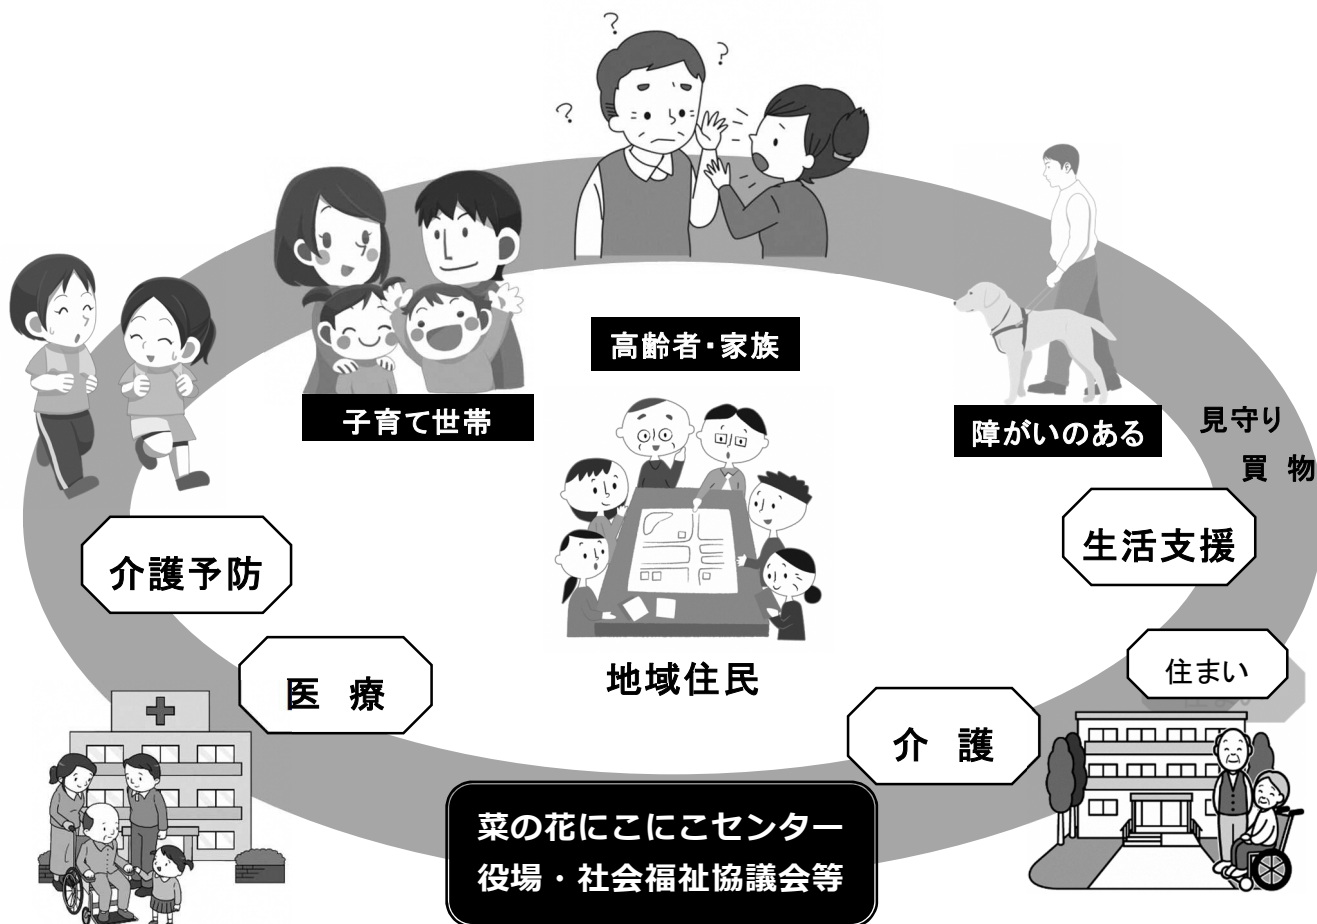 ?
?
?
高齢者・家族
子育て世帯
障がいのある
見守り
買 物
生活支援
介護予防
地域住民
住まい
医 療
介 護
菜の花にこにこセンター
役場・社会福祉協議会等